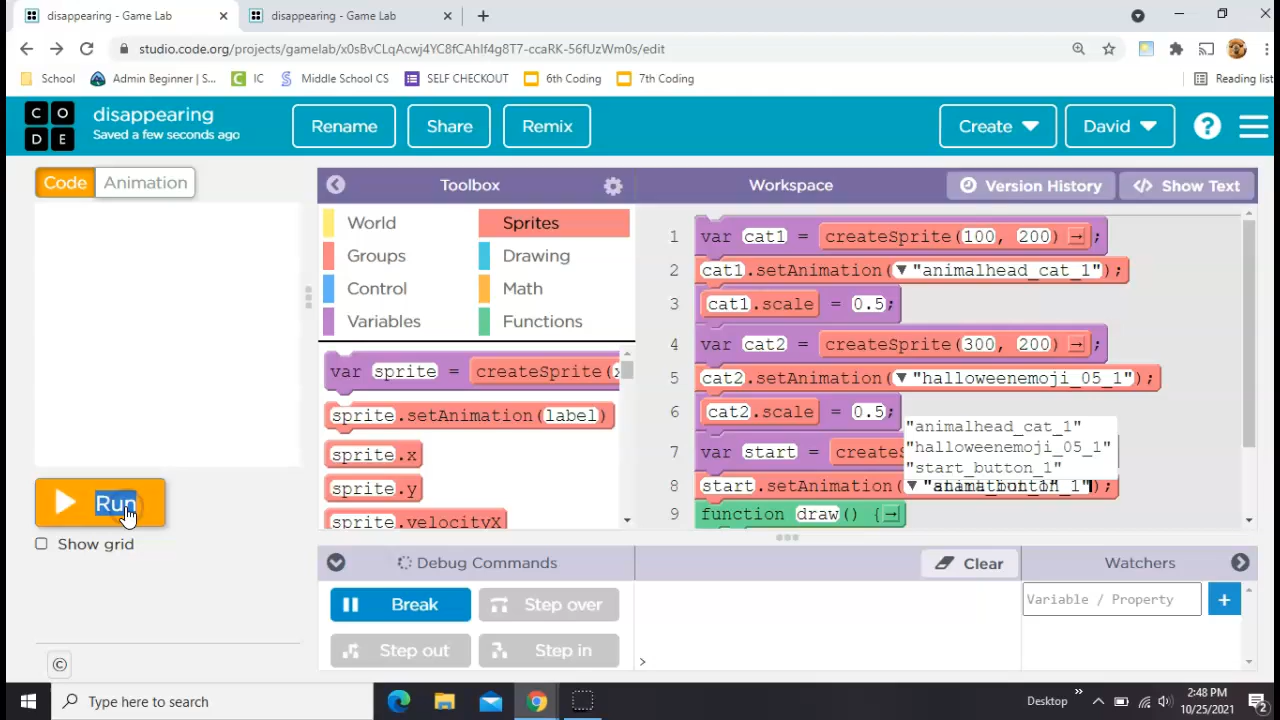 disappearing - Game Lab
disappearing - Game Lab
studio.code.org/projects/gamelab/x0sBvCLqAcwj4YC8fCAhIf4g8T7-ccaRK-56fUzWm0s/edit
School
Admin Beginner | S...
IC
Middle School CS
SELF CHECKOUT
6th Coding
7th Coding
Reading list
CODE
disappearing
Saved a few seconds ago
Rename
Share
Remix
Create
David
?
Code
Animation
Toolbox
Workspace
Version History
</> Show Text
World
Sprites
Groups
Drawing
Control
Math
Variables
Functions
var sprite = createSprite(x
sprite.setAnimation(label)
sprite.x
sprite.y
sprite.velocityX
1 var cat1 = createSprite(100, 200) → ;
2 cat1.setAnimation(▼"animalhead_cat_1");
3 cat1.scale = 0.5;
4 var cat2 = createSprite(300, 200) → ;
5 cat2.setAnimation(▼"halloweenemoji_05_1");
6 cat2.scale = 0.5;
7 var start = create
"animalhead_cat_1"
"halloweenemoji_05_1"
"start_button_1"
8 start.setAnimation(▼ _1");
9 function draw() {→
Run
Show grid
Debug Commands
Clear
Watchers
Break
Step over
Step out
Step in
Variable / Property
+
>
©
Type here to search
Desktop
2:48 PM
10/25/2021
2